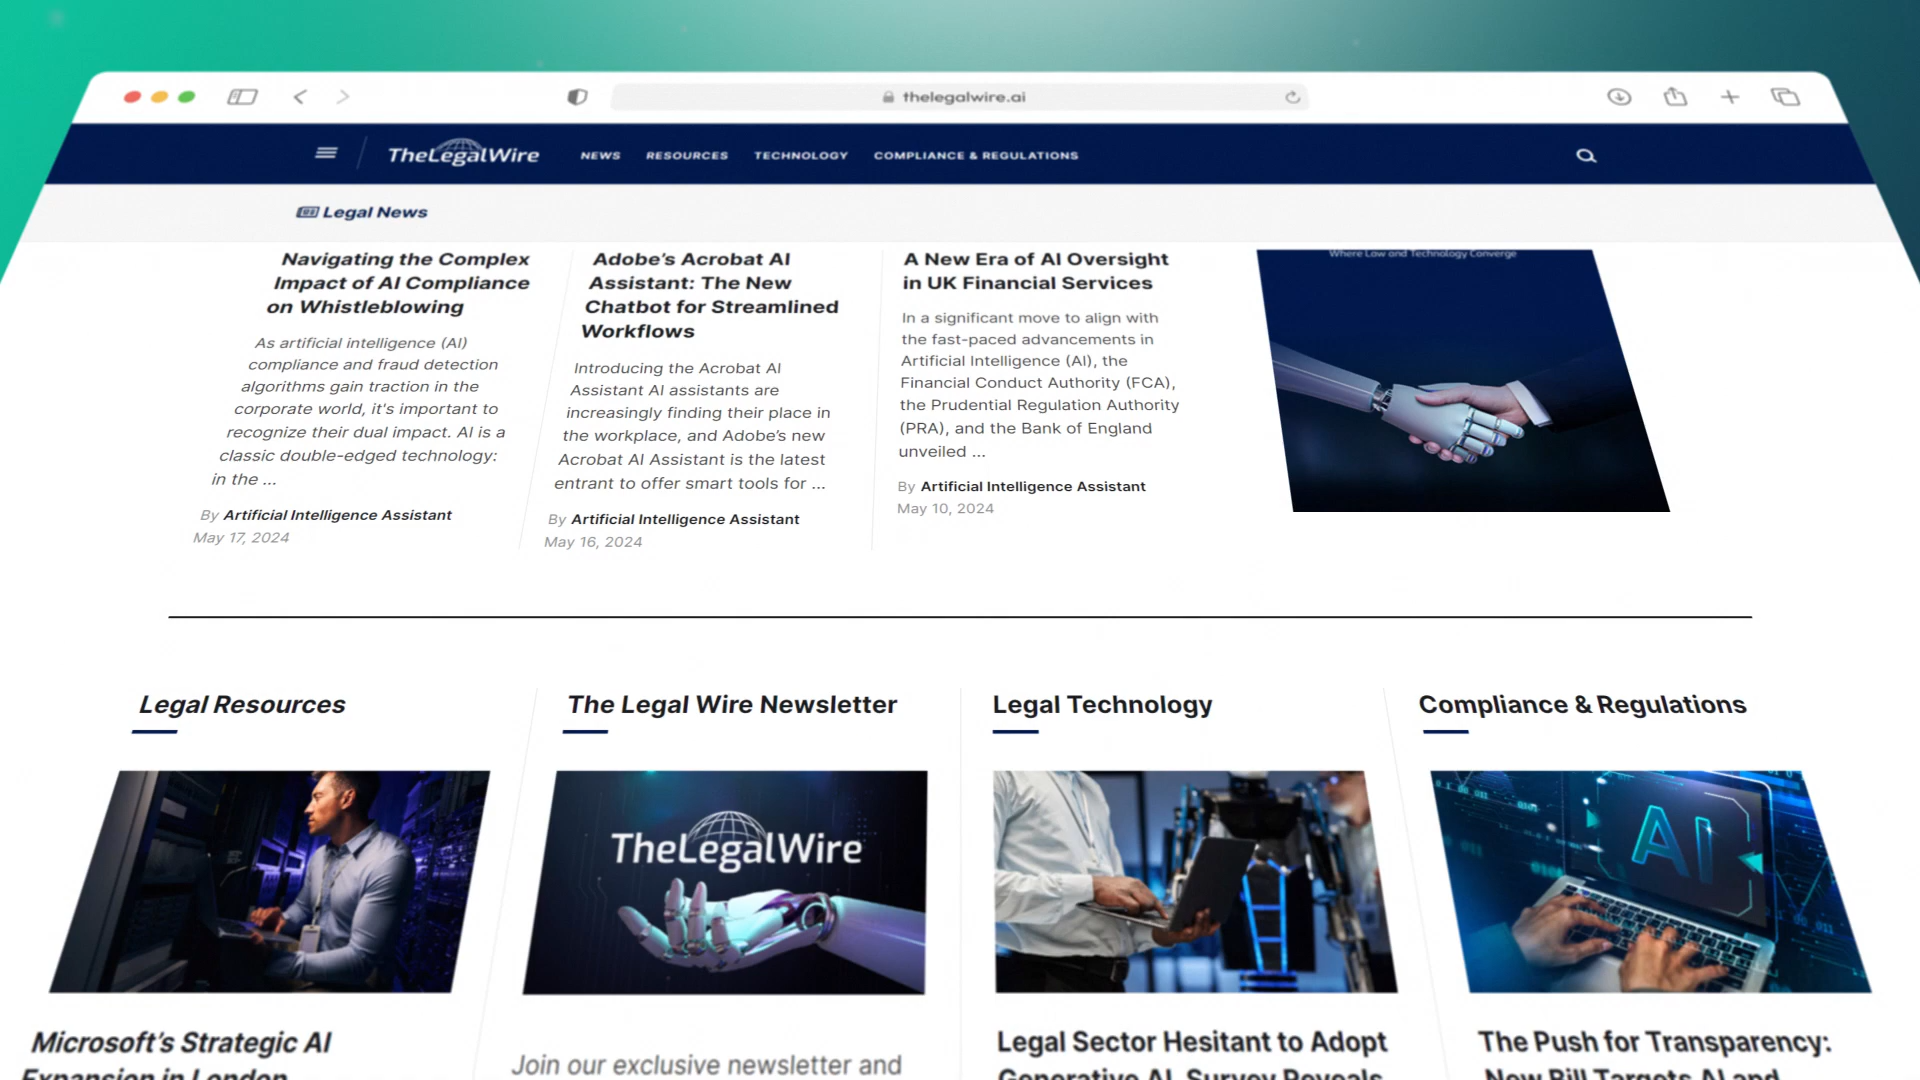 thelegalwire.ai
TheLegalWire
NEWS
RESOURCES
TECHNOLOGY
COMPLIANCE & REGULATIONS
Legal News
Navigating the Complex
Impact of AI Compliance
on Whistleblowing
As artificial intelligence (AI)
compliance and fraud detection
algorithms gain traction in the
corporate world, it's important to
recognize their dual impact. AI is a
classic double-edged technology:
in the ...
By Artificial Intelligence Assistant
May 17, 2024
Adobe's Acrobat AI
Assistant: The New
Chatbot for Streamlined
Workflows
Introducing the Acrobat AI
Assistant AI assistants are
increasingly finding their place in
the workplace, and Adobe's new
Acrobat AI Assistant is the latest
entrant to offer smart tools for ...
By Artificial Intelligence Assistant
May 16, 2024
A New Era of AI Oversight
in UK Financial Services
In a significant move to align with
the fast-paced advancements in
Artificial Intelligence (AI), the
Financial Conduct Authority (FCA),
the Prudential Regulation Authority
(PRA), and the Bank of England
unveiled ...
By Artificial Intelligence Assistant
May 10, 2024
Where Law and Technology Converge
Legal Resources
Microsoft's Strategic AI
Expansion in London
The Legal Wire Newsletter
TheLegalWire
Join our exclusive newsletter and
Legal Technology
Legal Sector Hesitant to Adopt
Generative AI, Survey Reveals
Compliance & Regulations
AI
The Push for Transparency:
New Bill Targets AI and